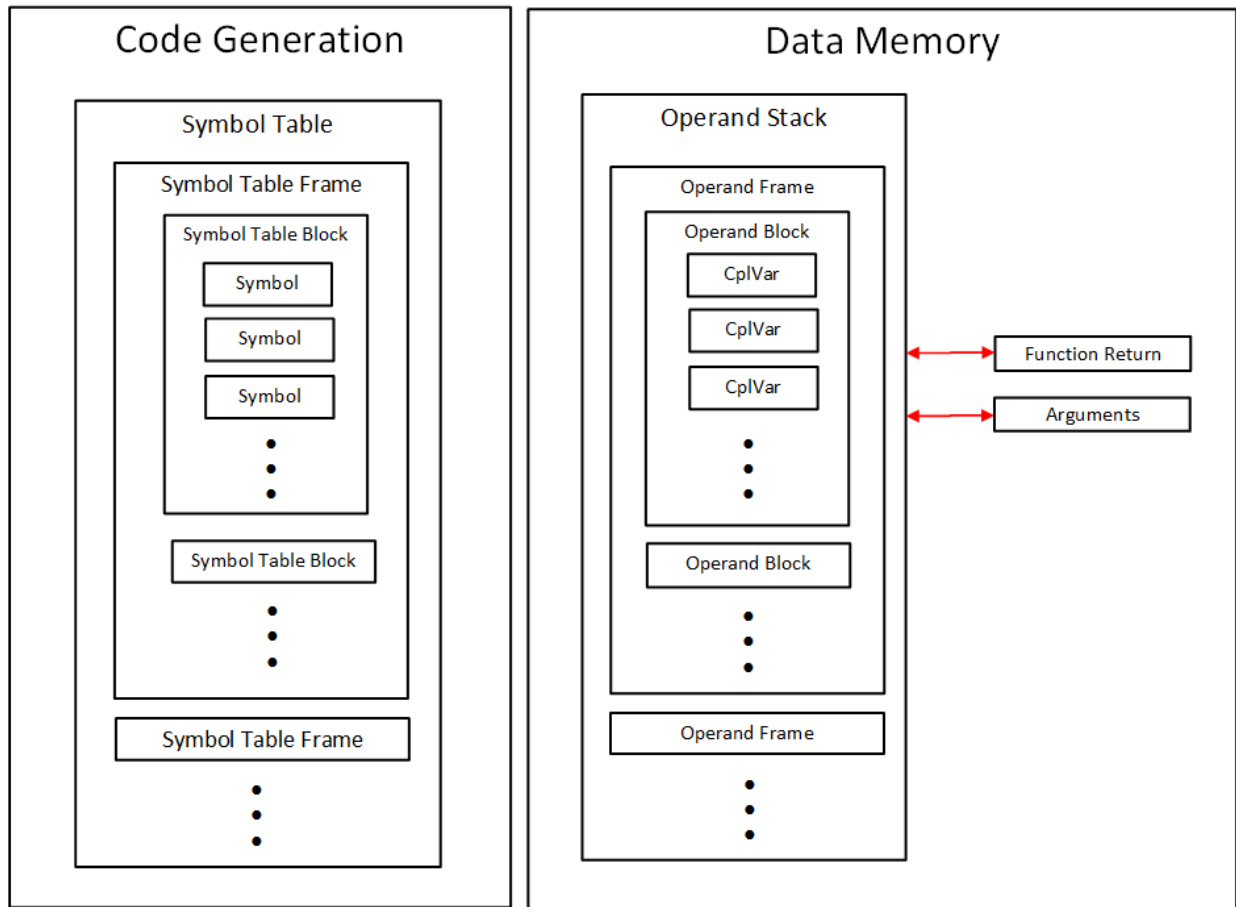 Code Generation
Symbol Table
Symbol Table Frame
Symbol Table Block
Symbol
Symbol
Symbol
Symbol Table Block
Symbol Table Frame
Data Memory
Operand Stack
Operand Frame
Operand Block
CplVar
CplVar
CplVar
Operand Block
Operand Frame
Function Return
Arguments